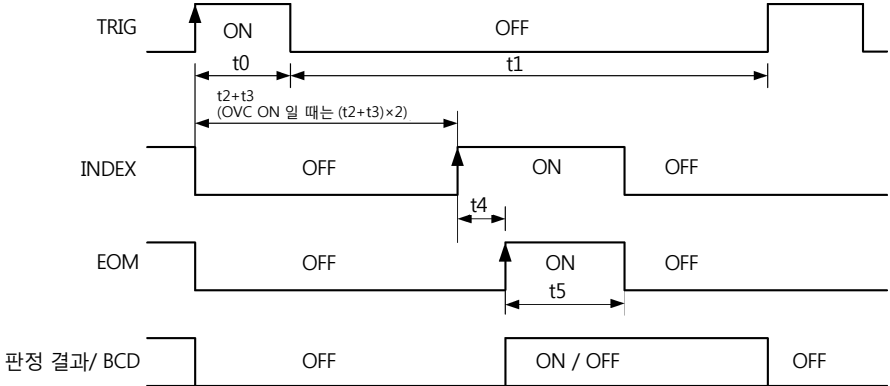 TRIG
ON
OFF
t0
t1
t2+t3
(OVC ON 일 때는 (t2+t3)×2)
INDEX
OFF
ON
OFF
t4
EOM
OFF
ON
OFF
t5
판정 결과/ BCD
OFF
ON / OFF
OFF